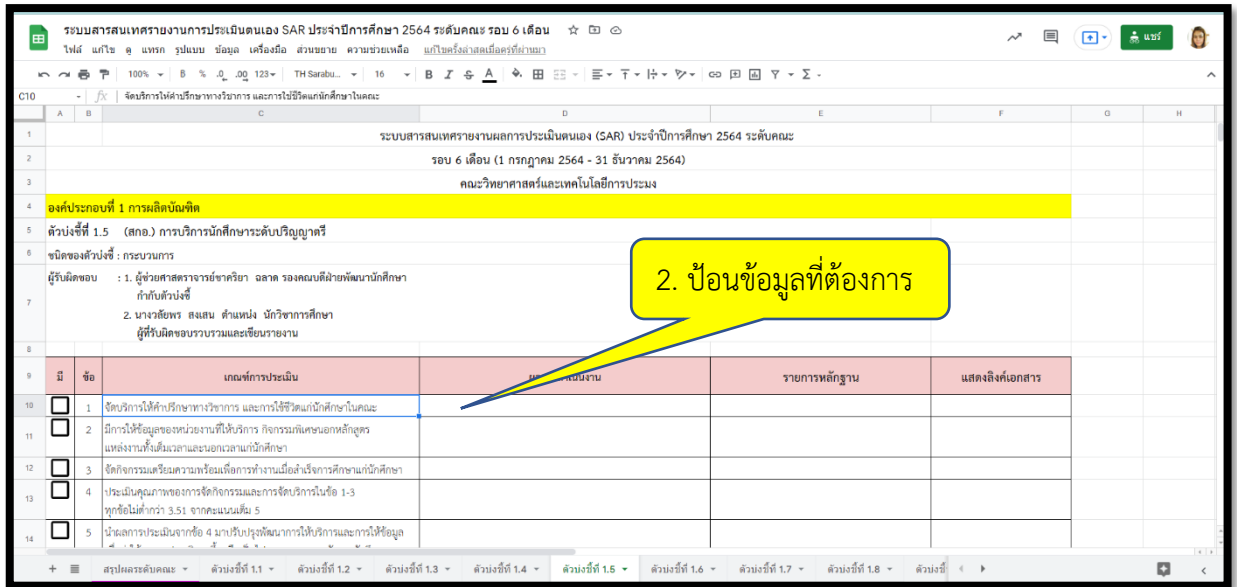 ระบบสารสนเทศรายงานการประเมินตนเอง SAR ประจำปีการศึกษา 2564 ระดับคณะ รอบ 6 เดือน
ไฟล์ แก้ไข ดู แทรก รูปแบบ ข้อมูล เครื่องมือ ส่วนขยาย ความช่วยเหลือ แก้ไขครั้งล่าสุดเมื่อครู่ที่ผ่านมา
แชร์
100% B % .0 .00 123 TH Sarabu... 16 B I S A
C10 fx จัดบริการให้คำปรึกษาทางวิชาการ และการใช้ชีวิตแก่นักศึกษาในคณะ
A B C D E F G H
1 ระบบสารสนเทศรายงานผลการประเมินตนเอง (SAR) ประจำปีการศึกษา 2564 ระดับคณะ
2 รอบ 6 เดือน (1 กรกฎาคม 2564 - 31 ธันวาคม 2564)
3 คณะวิทยาศาสตร์และเทคโนโลยีการประมง
4 องค์ประกอบที่ 1 การผลิตบัณฑิต
5 ตัวบ่งชี้ที่ 1.5 (สกอ.) การบริการนักศึกษาระดับปริญญาตรี
6 ชนิดของตัวบ่งชี้ : กระบวนการ
7 ผู้รับผิดชอบ : 1. ผู้ช่วยศาสตราจารย์ชาคริยา ฉลาด รองคณบดีฝ่ายพัฒนานักศึกษา
กำกับตัวบ่งชี้
2. นางวลัยพร สงแสน ตำแหน่ง นักวิชาการศึกษา
ผู้ที่รับผิดชอบรวบรวมและเขียนรายงาน
2. ป้อนข้อมูลที่ต้องการ
8
9 มี ข้อ เกณฑ์การประเมิน รายการหลักฐาน แสดงลิงค์เอกสาร
10 1 จัดบริการให้คำปรึกษาทางวิชาการ และการใช้ชีวิตแก่นักศึกษาในคณะ
11 2 มีการให้ข้อมูลของหน่วยงานที่ให้บริการ กิจกรรมพิเศษนอกหลักสูตร
แหล่งงานทั้งเต็มเวลาและนอกเวลาแก่นักศึกษา
12 3 จัดกิจกรรมเตรียมความพร้อมเพื่อการทำงานเมื่อสำเร็จการศึกษาแก่นักศึกษา
13 4 ประเมินคุณภาพของการจัดกิจกรรมและการจัดบริการในข้อ 1-3
ทุกข้อไม่ต่ำกว่า 3.51 จากคะแนนเต็ม 5
14 5 นำผลการประเมินจากข้อ 4 มาปรับปรุงพัฒนาการให้บริการและการให้ข้อมูล
สรุปผลระดับคณะ ตัวบ่งชี้ที่ 1.1 ตัวบ่งชี้ที่ 1.2 ตัวบ่งชี้ที่ 1.3 ตัวบ่งชี้ที่ 1.4 ตัวบ่งชี้ที่ 1.5 ตัวบ่งชี้ที่ 1.6 ตัวบ่งชี้ที่ 1.7 ตัวบ่งชี้ที่ 1.8 ตัวบ่งชี้